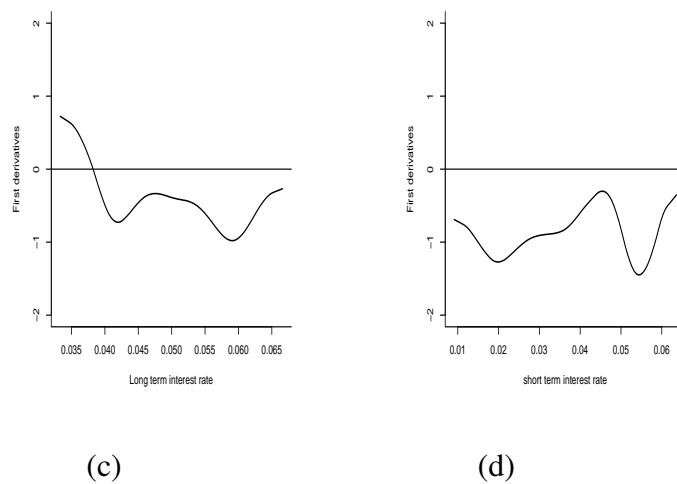 2
1
0
−1
−2
First derivatives
0.035 0.040 0.045 0.050 0.055 0.060 0.065
Long term interest rate
(c)
2
1
0
−1
−2
First derivatives
0.01 0.02 0.03 0.04 0.05 0.06
short term interest rate
(d)